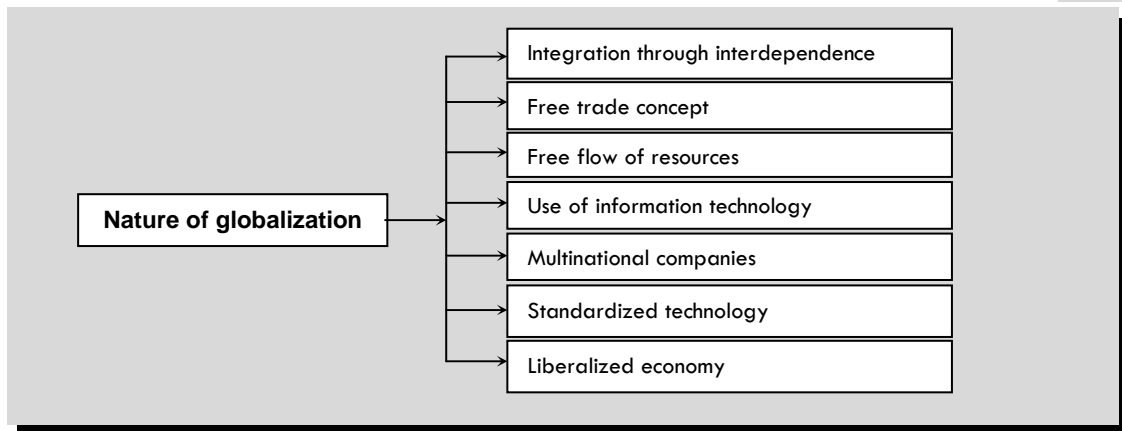 Nature of globalization
Integration through interdependence
Free trade concept
Free flow of resources
Use of information technology
Multinational companies
Standardized technology
Liberalized economy